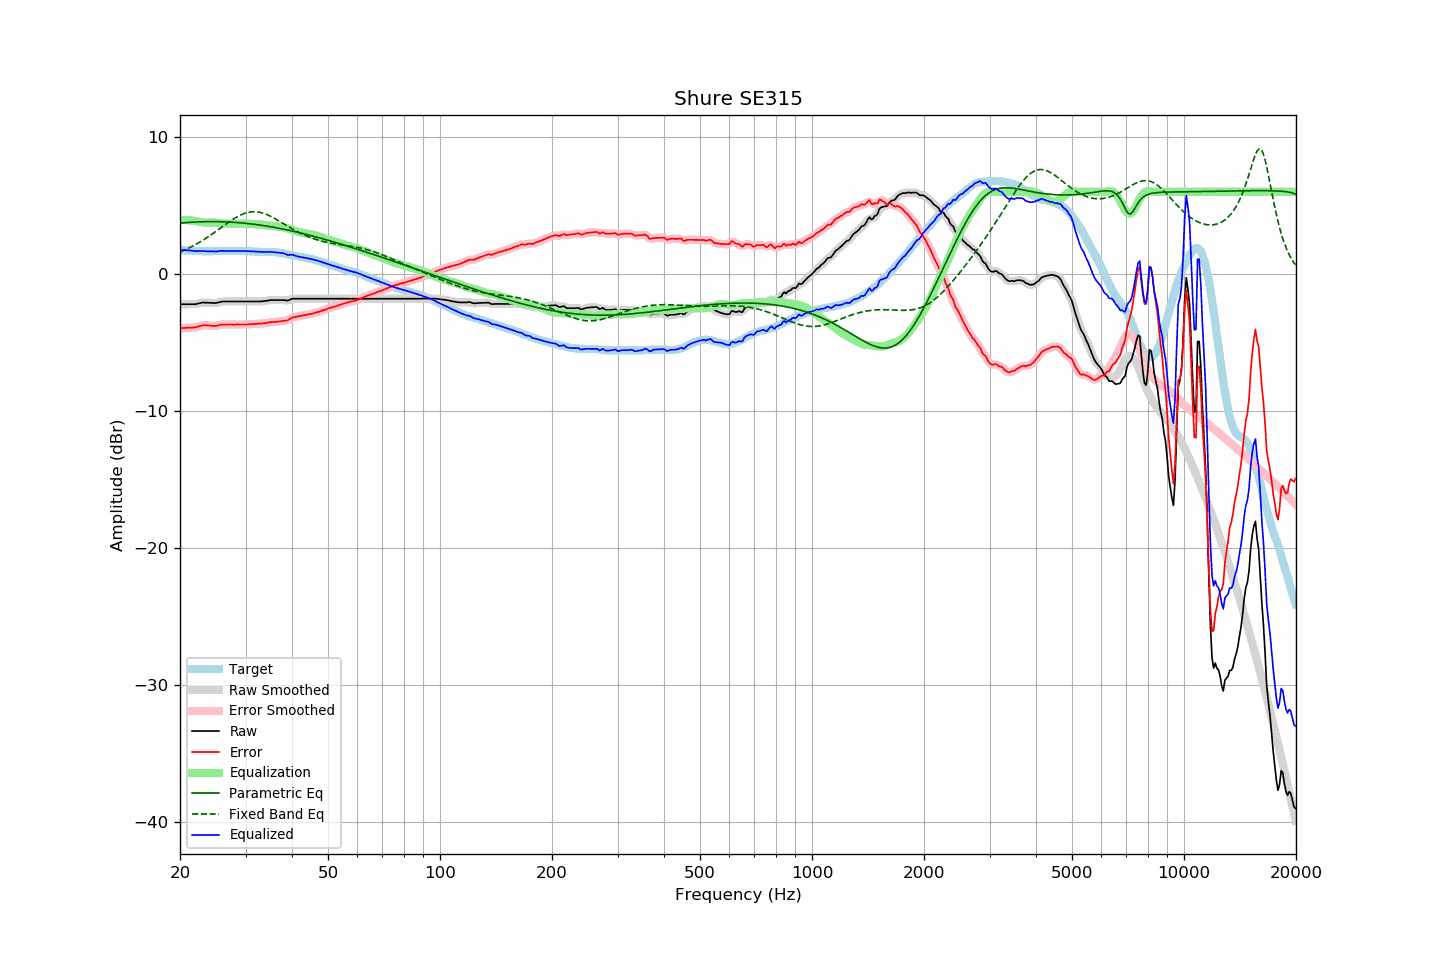 Shure SE315
10
0
−10
−20
−30
−40
Amplitude (dBr)
Target
Raw Smoothed
Error Smoothed
Raw
Error
Equalization
Parametric Eq
Fixed Band Eq
Equalized
20 50 100 200 500 1000 2000 5000 10000 20000
Frequency (Hz)